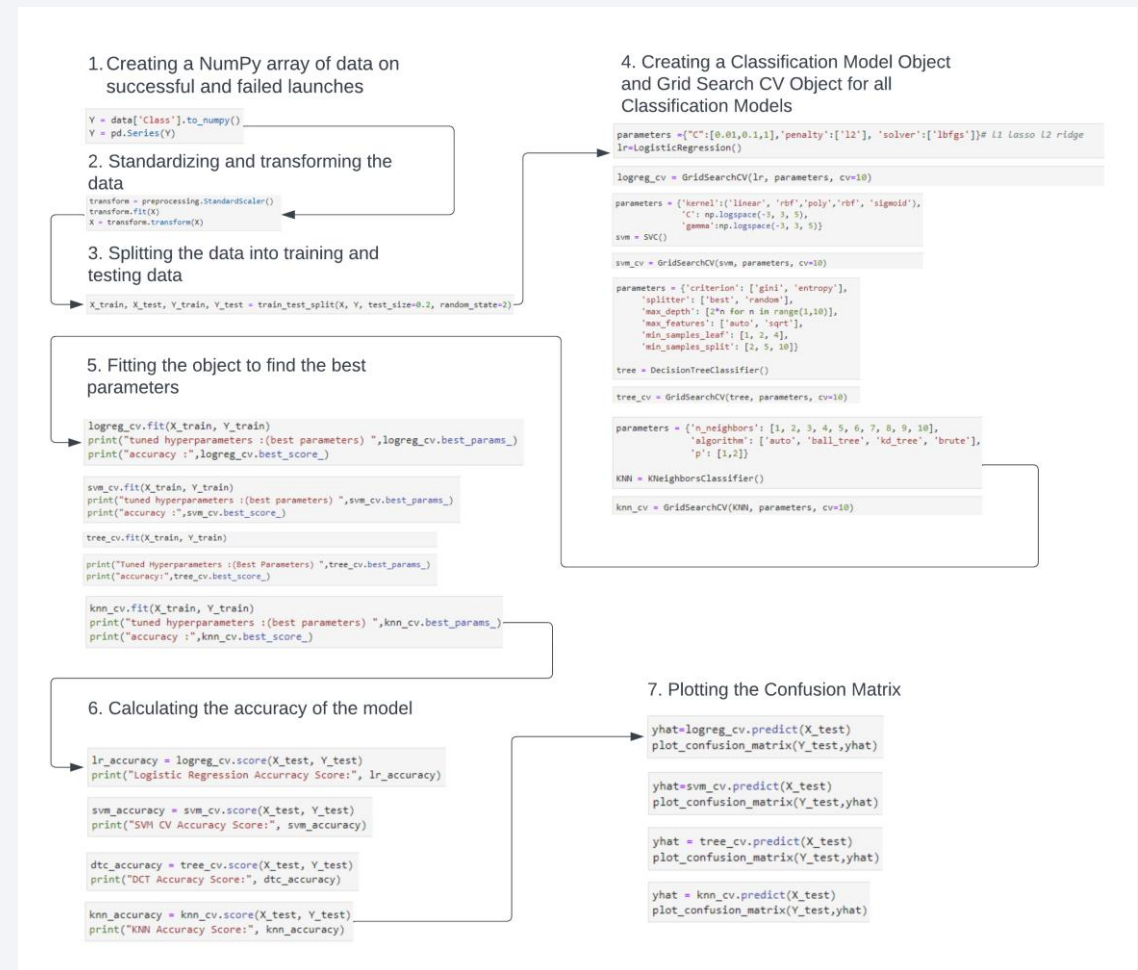 1. Creating a NumPy array of data on
successful and failed launches
Y = data['Class'].to_numpy()
Y = pd.Series(Y)
2. Standardizing and transforming the
data
transform = preprocessing.StandardScaler()
transform.fit(X)
X = transform.transform(X)
3. Splitting the data into training and
testing data
X_train, X_test, Y_train, Y_test = train_test_split(X, Y, test_size=0.2, random_state=2)
4. Creating a Classification Model Object
and Grid Search CV Object for all
Classification Models
parameters ={"C":[0.01,0.1,1],'penalty':['l2'], 'solver':['lbfgs']}# l1 lasso l2 ridge
lr=LogisticRegression()
logreg_cv = GridSearchCV(lr, parameters, cv=10)
parameters = {'kernel':('linear', 'rbf','poly','rbf', 'sigmoid'),
'C': np.logspace(-3, 3, 5),
'gamma':np.logspace(-3, 3, 5)}
svm = SVC()
svm_cv = GridSearchCV(svm, parameters, cv=10)
parameters = {'criterion': ['gini', 'entropy'],
'splitter': ['best', 'random'],
'max_depth': [2*n for n in range(1,10)],
'max_features': ['auto', 'sqrt'],
'min_samples_leaf': [1, 2, 4],
'min_samples_split': [2, 5, 10]}
tree = DecisionTreeClassifier()
tree_cv = GridSearchCV(tree, parameters, cv=10)
parameters = {'n_neighbors': [1, 2, 3, 4, 5, 6, 7, 8, 9, 10],
'algorithm': ['auto', 'ball_tree', 'kd_tree', 'brute'],
'p': [1,2]}
KNN = KNeighborsClassifier()
knn_cv = GridSearchCV(KNN, parameters, cv=10)
5. Fitting the object to find the best
parameters
logreg_cv.fit(X_train, Y_train)
print("tuned hyperparameters :(best parameters) ",logreg_cv.best_params_)
print("accuracy :",logreg_cv.best_score_)
svm_cv.fit(X_train, Y_train)
print("tuned hyperparameters :(best parameters) ",svm_cv.best_params_)
print("accuracy :",svm_cv.best_score_)
tree_cv.fit(X_train, Y_train)
print("Tuned Hyperparameters :(Best Parameters) ",tree_cv.best_params_)
print("accuracy:",tree_cv.best_score_)
knn_cv.fit(X_train, Y_train)
print("tuned hyperparameters :(best parameters) ",knn_cv.best_params_)
print("accuracy :",knn_cv.best_score_)
6. Calculating the accuracy of the model
lr_accuracy = logreg_cv.score(X_test, Y_test)
print("Logistic Regression Accurracy Score:", lr_accuracy)
svm_accuracy = svm_cv.score(X_test, Y_test)
print("SVM CV Accuracy Score:", svm_accuracy)
dtc_accuracy = tree_cv.score(X_test, Y_test)
print("DCT Accuracy Score:", dtc_accuracy)
knn_accuracy = knn_cv.score(X_test, Y_test)
print("KNN Accuracy Score:", knn_accuracy)
7. Plotting the Confusion Matrix
yhat=logreg_cv.predict(X_test)
plot_confusion_matrix(Y_test,yhat)
yhat=svm_cv.predict(X_test)
plot_confusion_matrix(Y_test,yhat)
yhat = tree_cv.predict(X_test)
plot_confusion_matrix(Y_test,yhat)
yhat = knn_cv.predict(X_test)
plot_confusion_matrix(Y_test,yhat)